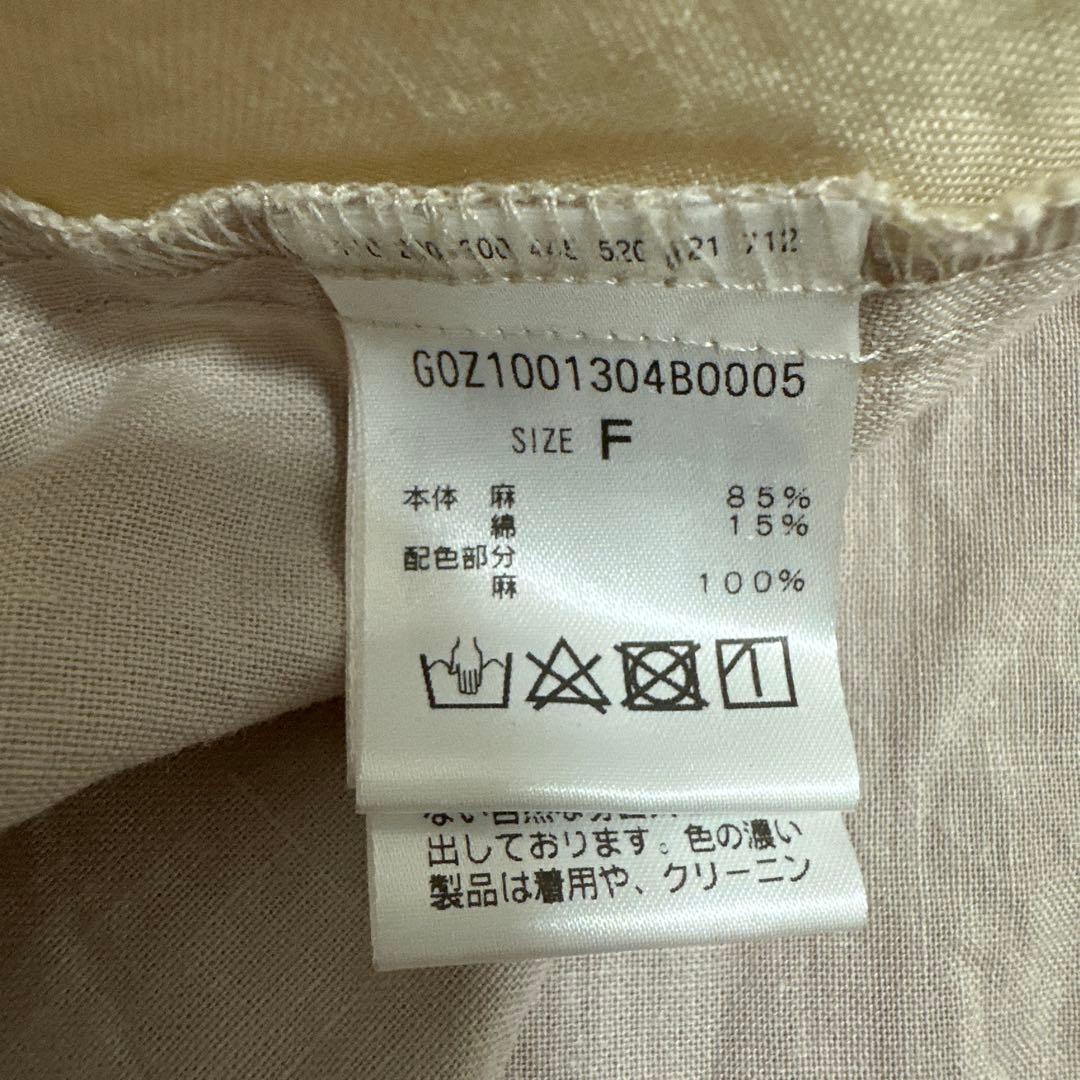 G0Z1001304B0005
SIZE F
本体 麻 85%
綿 15%
配色部分
麻 100%
出しております。色の濃い
製品は着用や、クリーニン